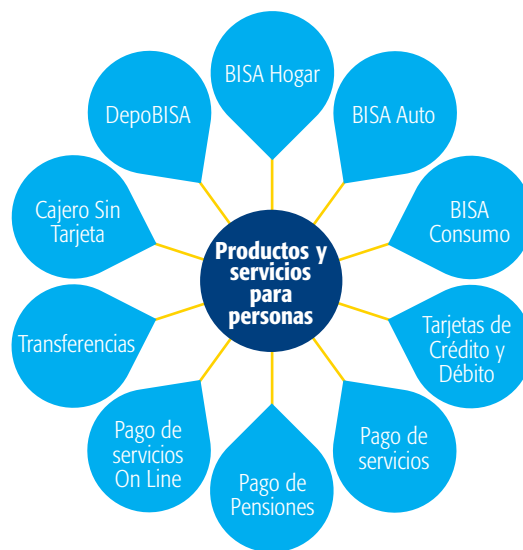 BISA Hogar
BISA Auto
BISA
Consumo
Tarjetas de
Crédito y
Débito
Pago de
servicios
Pago de
Pensiones
Pago de
servicios
On Line
Transferencias
Cajero Sin
Tarjeta
DepoBISA
Productos y
servicios
para
personas